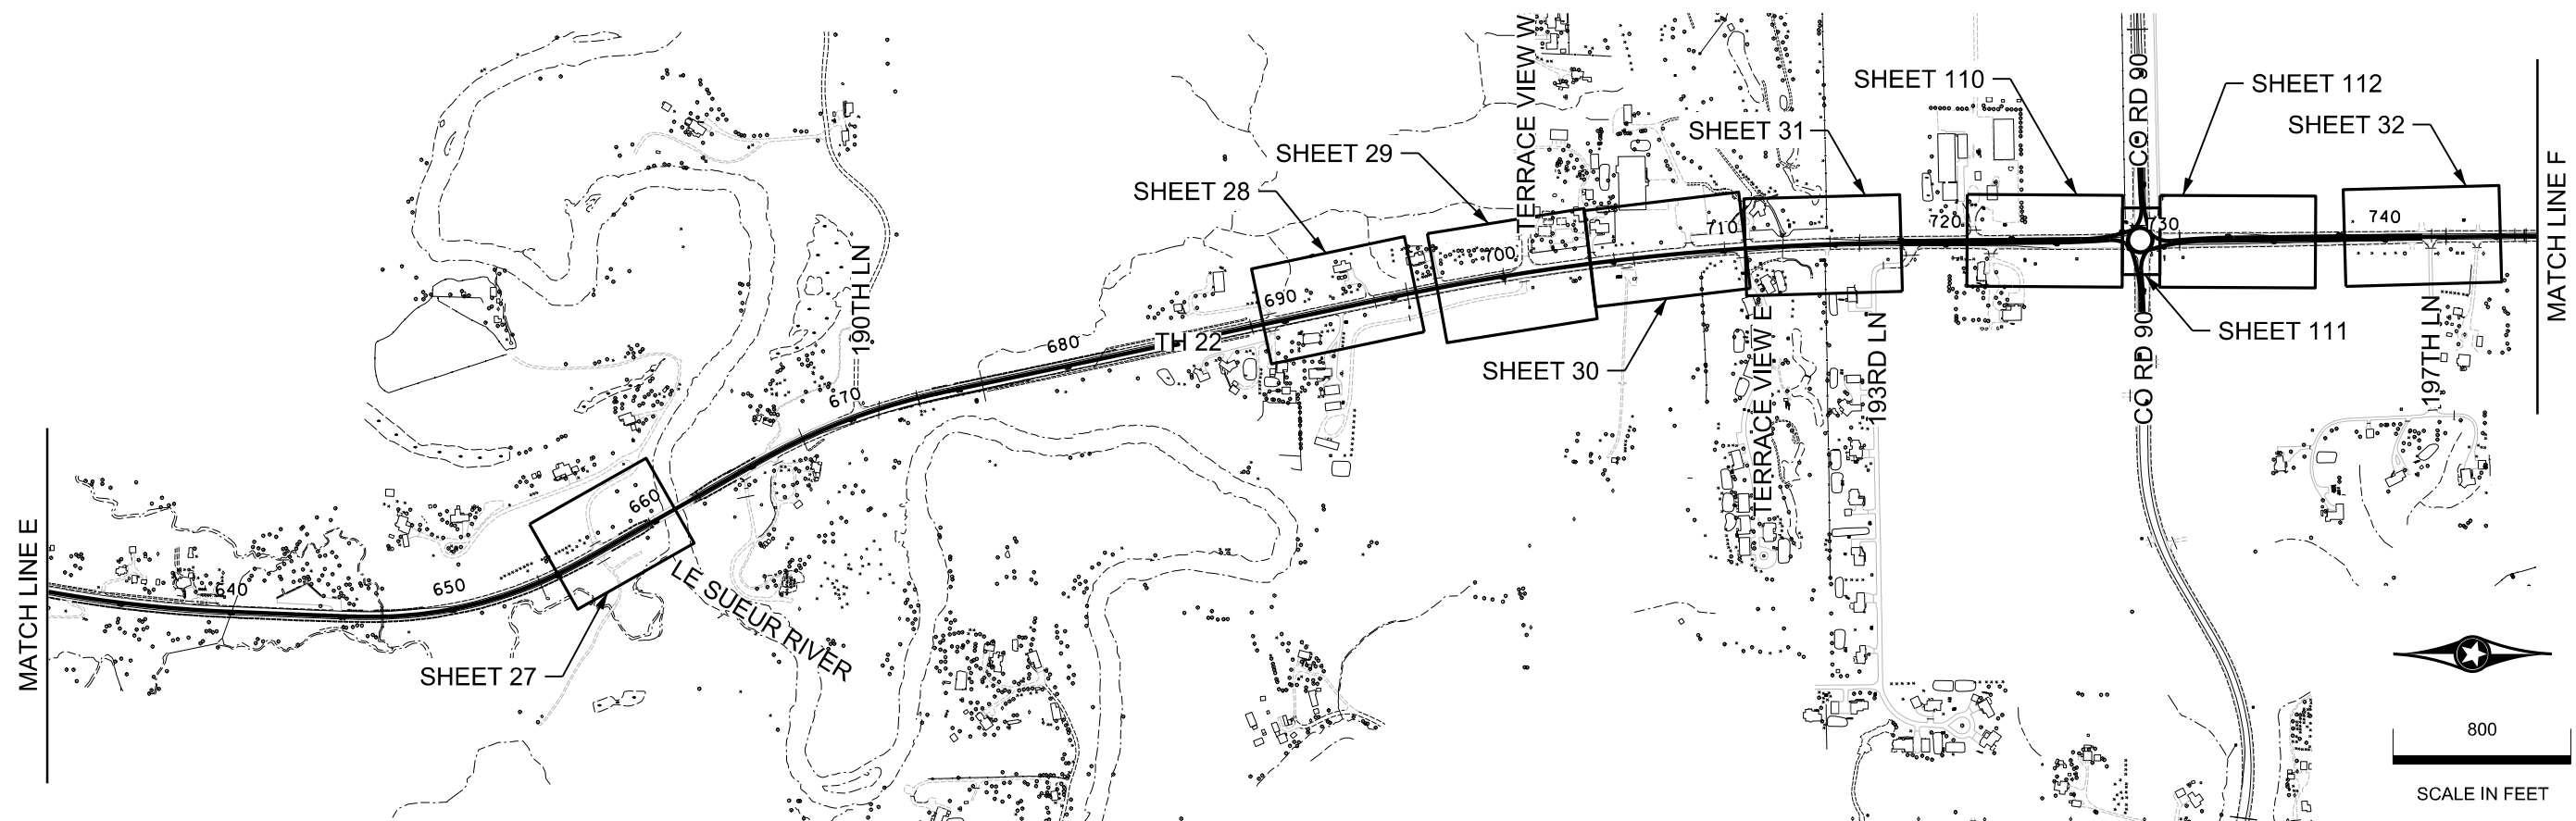 MATCH LINE E
640
650
SHEET 27
660
LE SUEUR RIVER
670
190TH LN
680
TH 22
SHEET 28
690
SHEET 29
700
TERRACE VIEW W
SHEET 30
710
SHEET 31
TERRACE VIEW E
193RD LN
720
SHEET 110
CO RD 90
730
SHEET 112
SHEET 111
CO RD 90
SHEET 32
740
197TH LN
MATCH LINE F
800
SCALE IN FEET